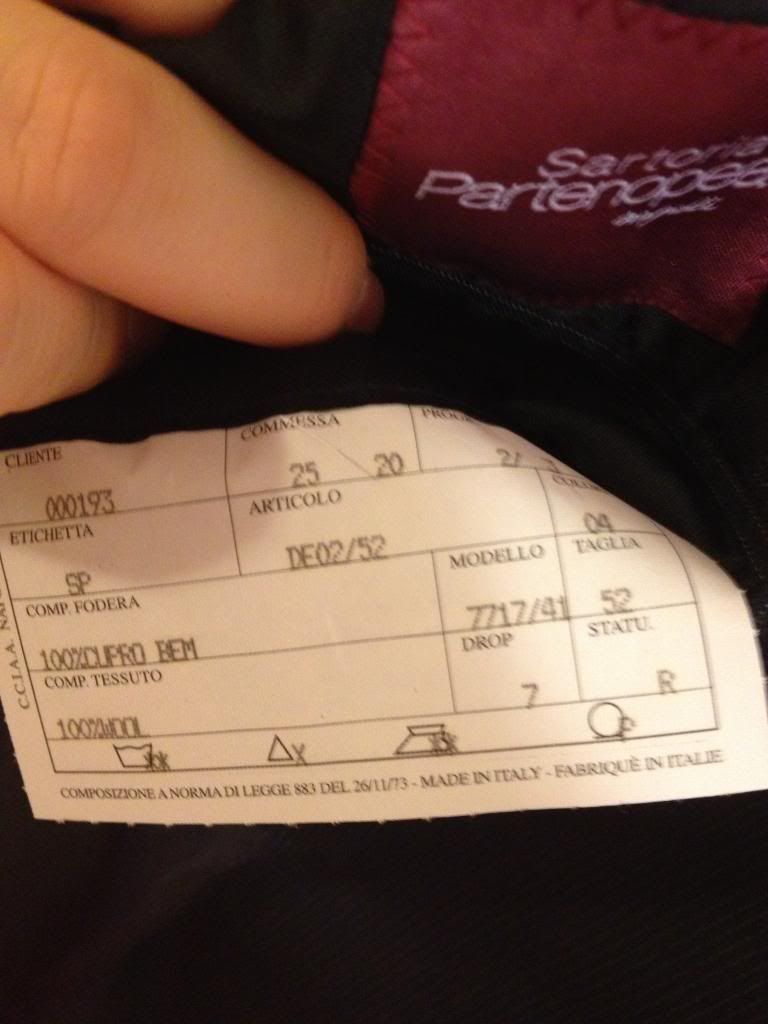 Sartoria
Partenopea
CLIENTE
000193
COMMESSA
25 20
ETICHETTA
SP
ARTICOLO
DE02/52
04
COMP. FODERA
100%CUPRO BEM
MODELLO
7717/41
TAGLIA
52
COMP. TESSUTO
100%WOOL
DROP
7
STATU.
R
COMPOSIZIONE A NORMA DI LEGGE 883 DEL 26/11/73 - MADE IN ITALY - FABRIQUÈ IN ITALIE
C.C.I.A.A.